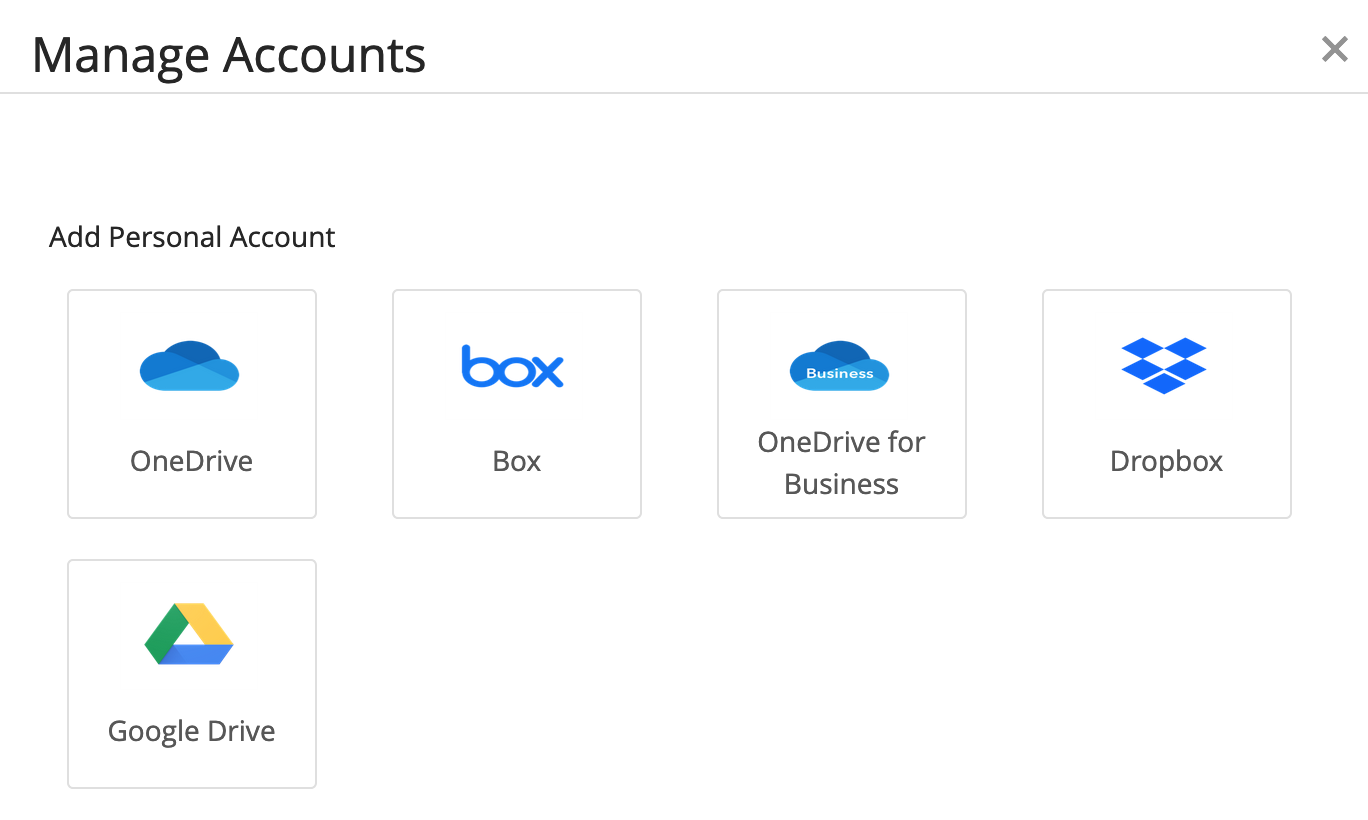 Manage Accounts
Add Personal Account
OneDrive
box
Box
Business
OneDrive for
Business
Dropbox
Google Drive